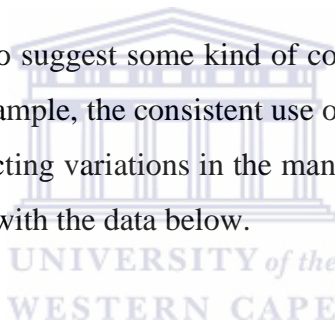 o suggest some kind of co
ample, the consistent use o
cting variations in the man
with the data below.
UNIVERSITY of the
WESTERN CAPE